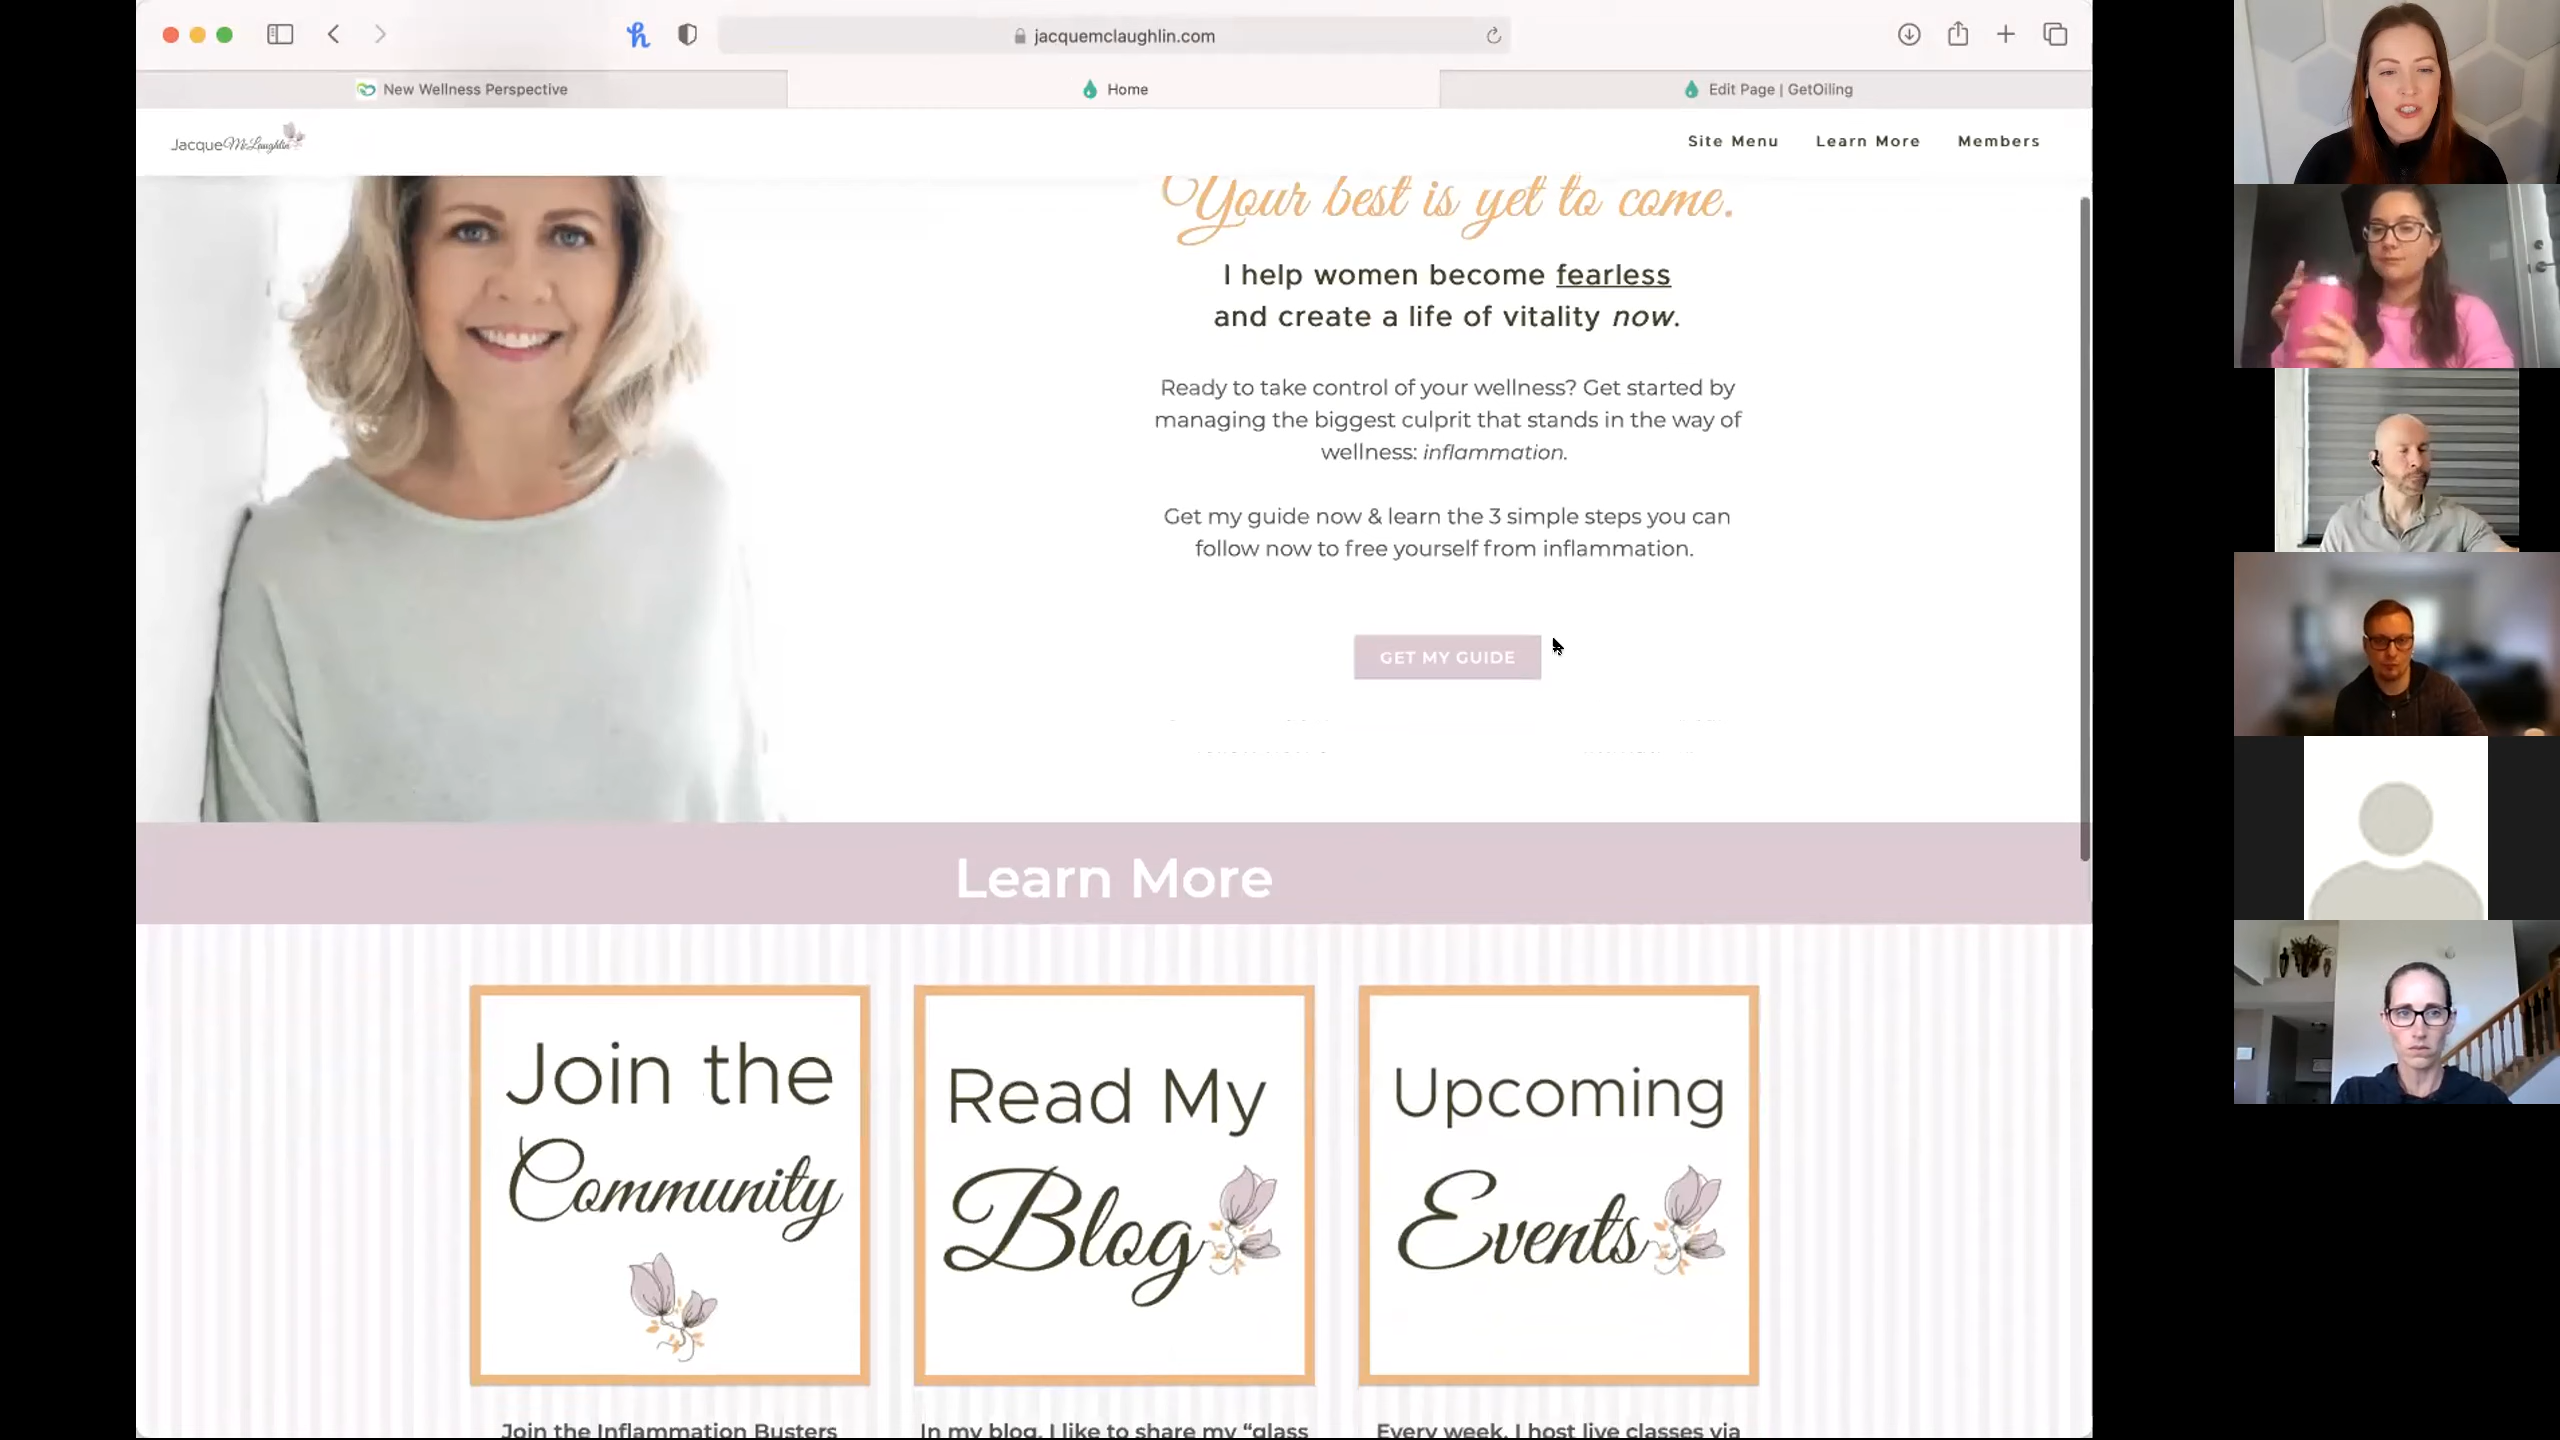 jacquemclaughlin.com
New Wellness Perspective
Home
Edit Page | GetOiling
Jacque McLaughlin
Site Menu
Learn More
Members
Your best is yet to come.
I help women become fearless
and create a life of vitality now.
Ready to take control of your wellness? Get started by
managing the biggest culprit that stands in the way of
wellness: inflammation.
Get my guide now & learn the 3 simple steps you can
follow now to free yourself from inflammation.
GET MY GUIDE
Learn More
Join the
Community
Read My
Blog
Upcoming
Events
Join the Inflammation Busters
In my blog, I like to share my “glass
Every week, I host live classes via